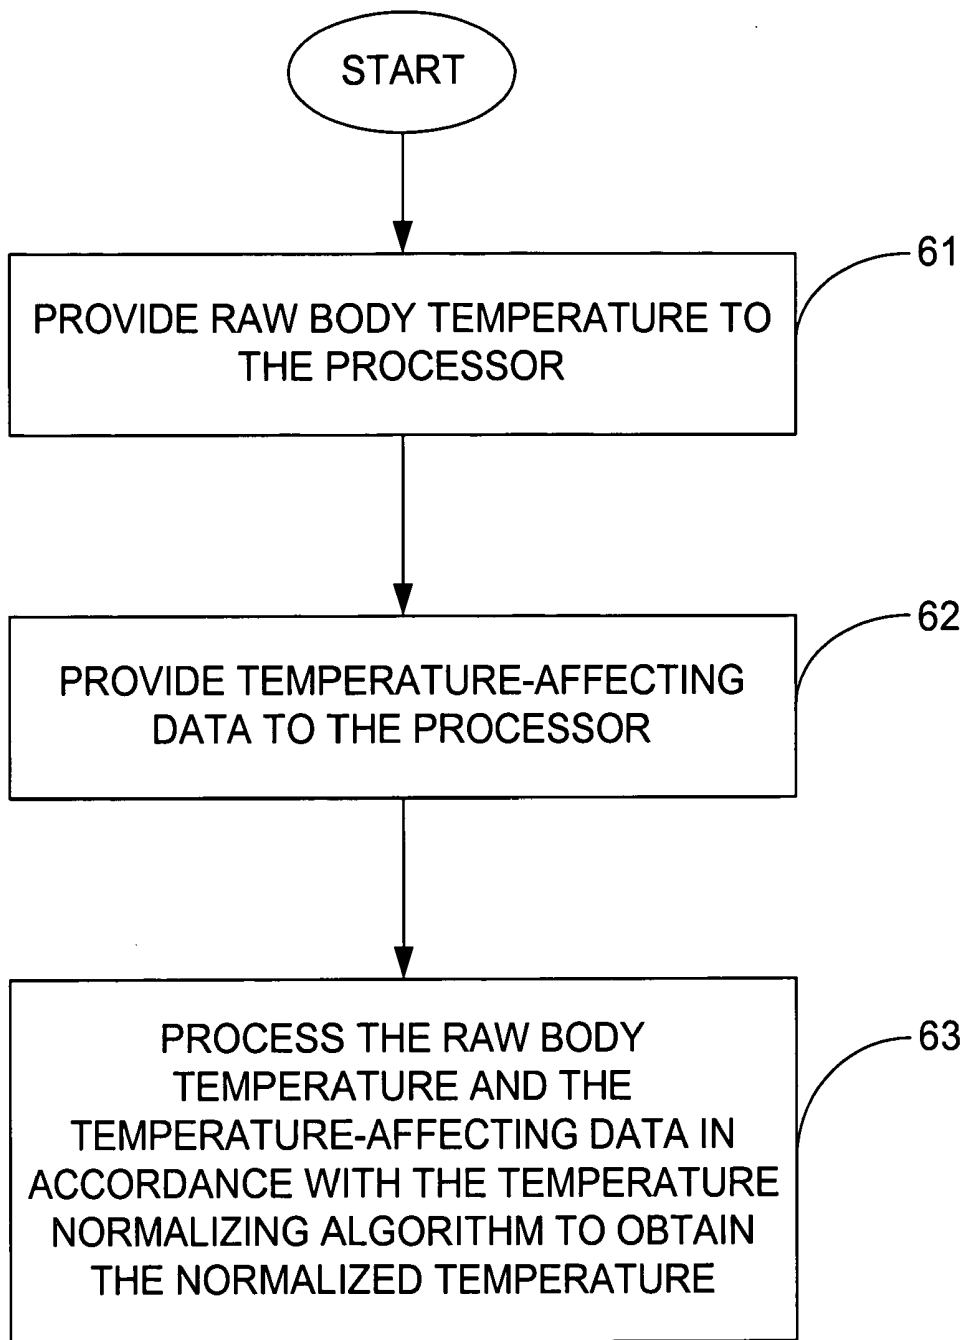 START
61
PROVIDE RAW BODY TEMPERATURE TO
THE PROCESSOR
62
PROVIDE TEMPERATURE-AFFECTING
DATA TO THE PROCESSOR
63
PROCESS THE RAW BODY
TEMPERATURE AND THE
TEMPERATURE-AFFECTING DATA IN
ACCORDANCE WITH THE TEMPERATURE
NORMALIZING ALGORITHM TO OBTAIN
THE NORMALIZED TEMPERATURE